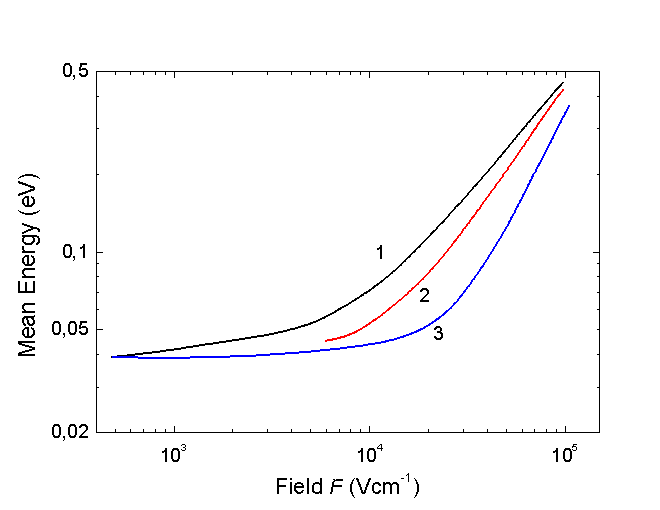 0,5
1
0,1
2
0,05
3
0,02
10³ 10⁴ 10⁵
Mean Energy (eV)
Field F (Vcm⁻¹)